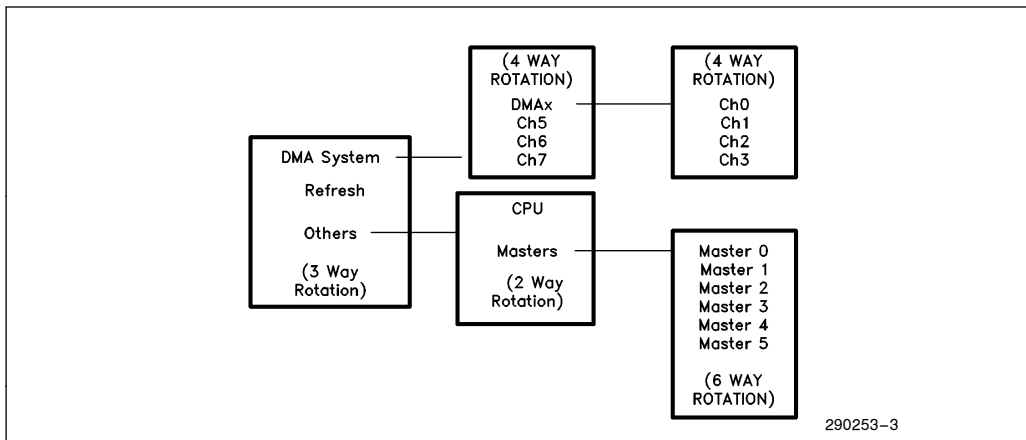 (4 WAY
ROTATION)
DMAx
Ch5
Ch6
Ch7
(4 WAY
ROTATION)
Ch0
Ch1
Ch2
Ch3
DMA System
Refresh
Others
(3 Way
Rotation)
CPU
Masters
(2 Way
Rotation)
Master 0
Master 1
Master 2
Master 3
Master 4
Master 5
(6 WAY
ROTATION)
290253–3